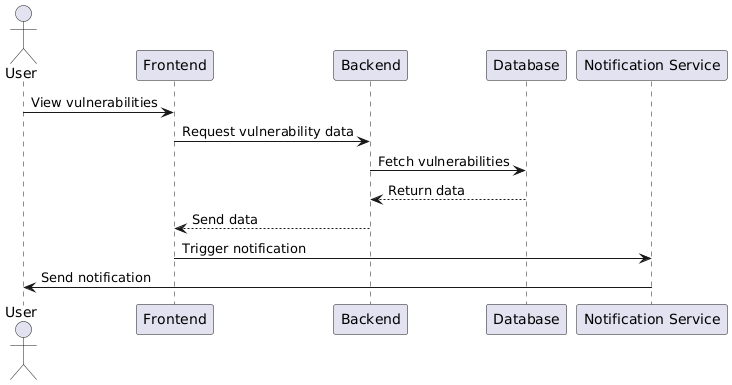 User
Frontend
Backend
Database
Notification Service
View vulnerabilities
Request vulnerability data
Fetch vulnerabilities
Return data
Send data
Trigger notification
Send notification
User
Frontend
Backend
Database
Notification Service